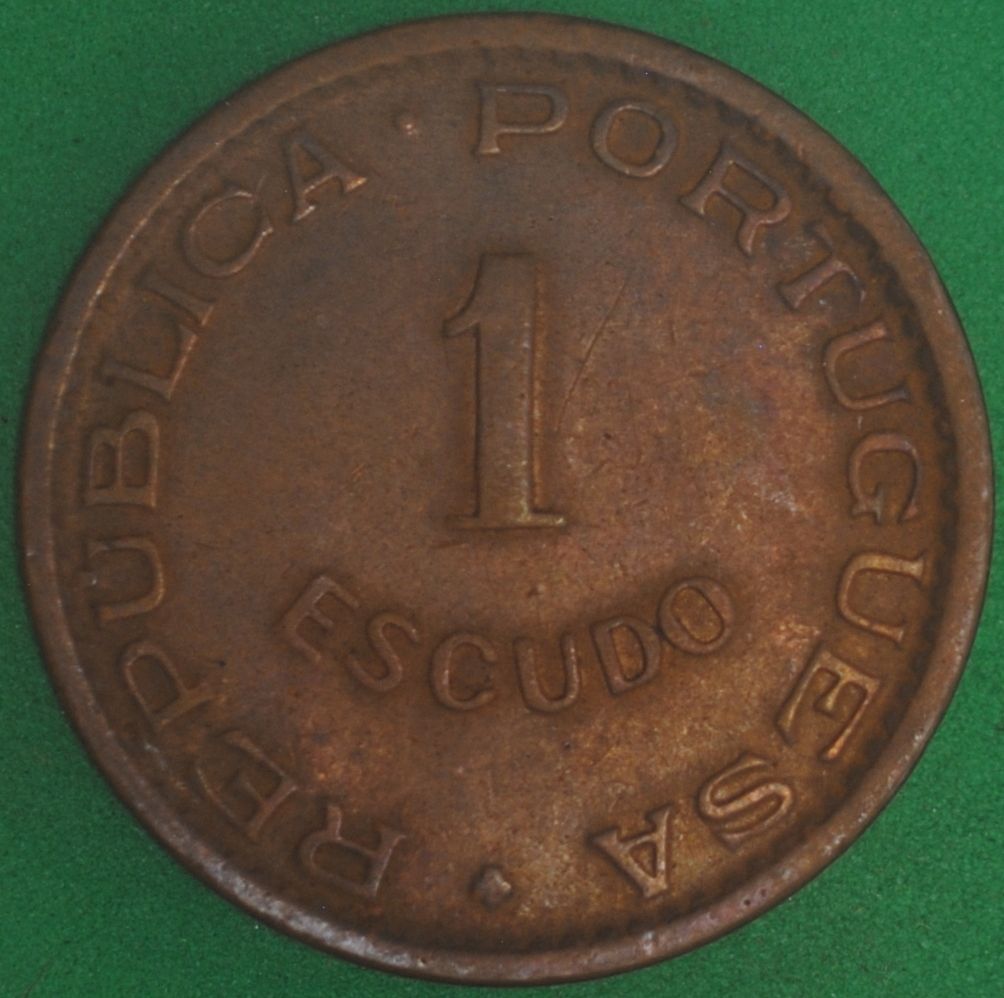 REPUBLICA · PORTUGUESA
1
ESCUDO